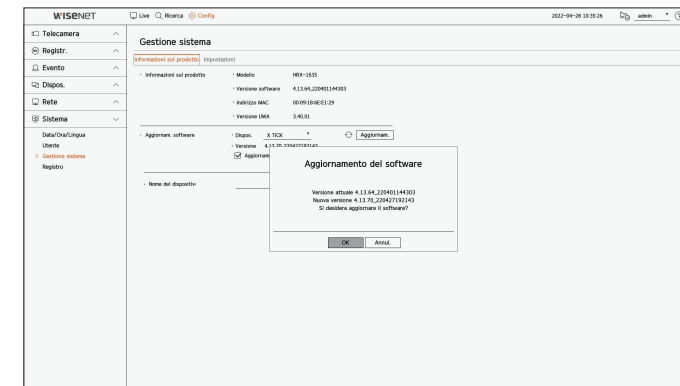 WISENET
Live Ricerca Config
2022-04-28 10:35:26 admin
Telecamera
Registr.
Evento
Dispos.
Rete
Sistema
Data/Ora/Lingua
Utente
Gestione sistema
Registro
Gestione sistema
Informazioni sul prodotto Impostazioni
Informazioni sul prodotto
Modello HRX-1635
Versione software 4.13.64_220401144303
Indirizzo MAC 00:09:18:6E:E1:29
Versione UWA 3.40.01
Aggiornam. software
Dispos. X TICK Aggiornam.
Versione 4.13.70_220427192143
Aggiornam
Nome del dispositivo
Aggiornamento del software
Versione attuale 4.13.64_220401144303
Nuova versione 4.13.70_220427192143
Si desidera aggiornare il software?
OK Annul.